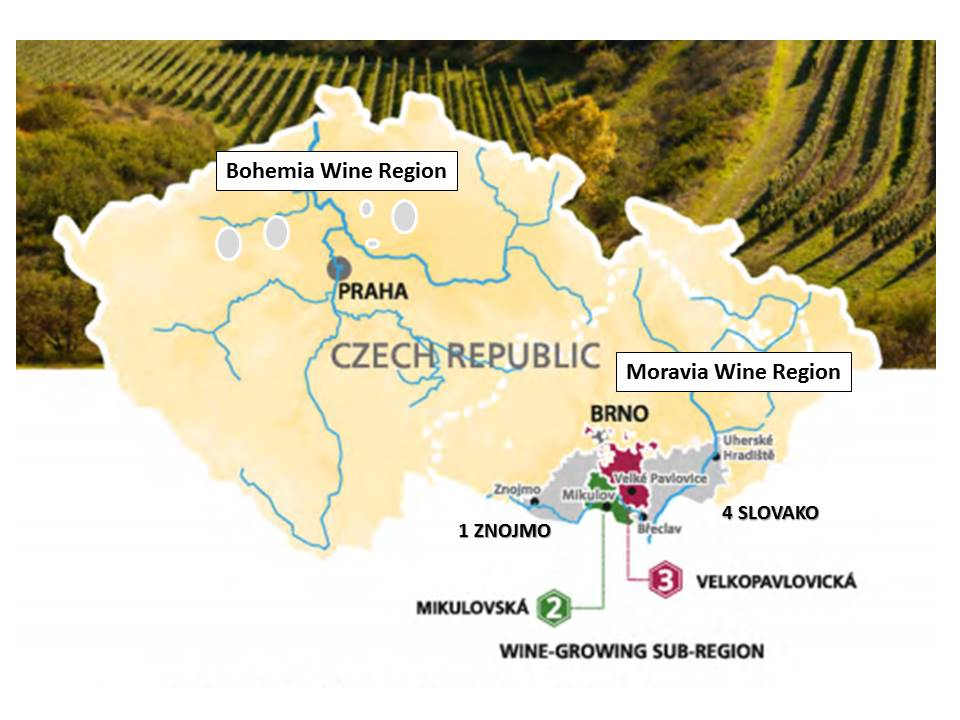 Bohemia Wine Region
PRAHA
CZECH REPUBLIC
Moravia Wine Region
BRNO
Uherské
Hradiště
Velké Pavlovice
Znojmo
Mikulov
Břeclav
4 SLOVAKO
1 ZNOJMO
3 VELKOPAVLOVICKÁ
MIKULOVSKÁ 2
WINE-GROWING SUB-REGION